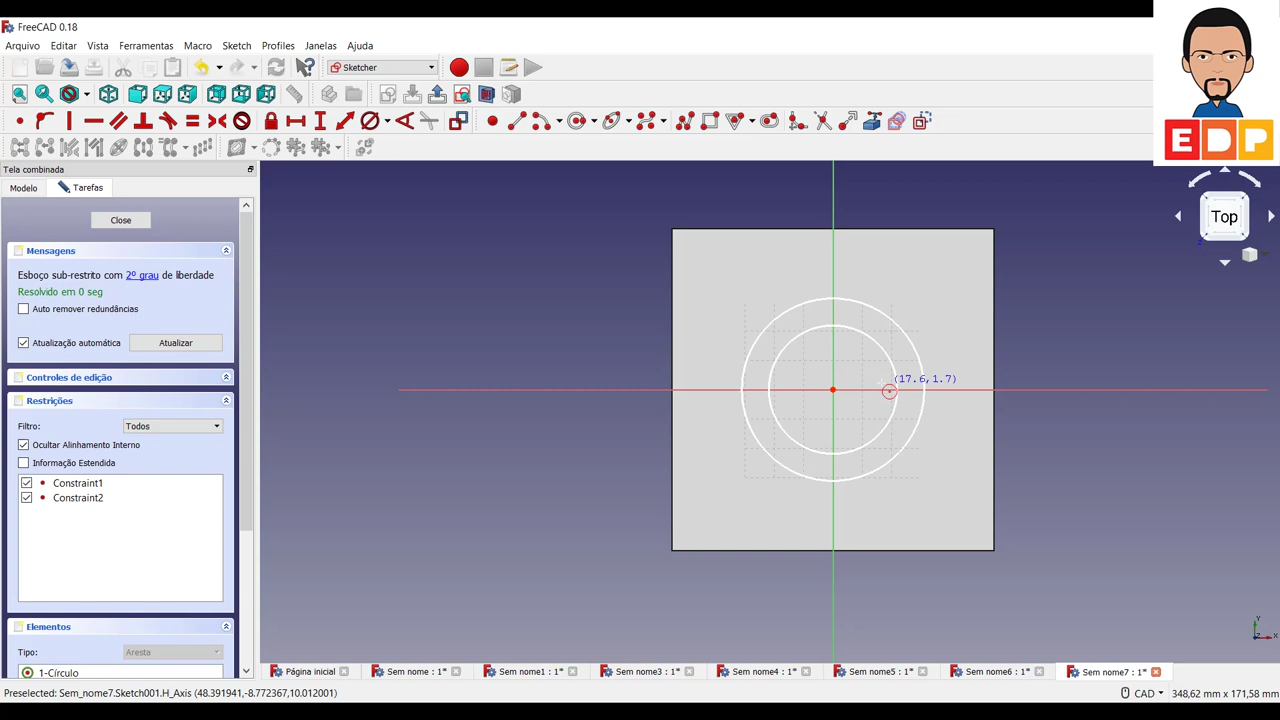 FreeCAD 0.18
Arquivo Editar Vista Ferramentas Macro Sketch Profiles Janelas Ajuda
Sketcher
EDP
Tela combinada
Modelo Tarefas
Top
Close
Mensagens
Esboço sub-restrito com 2º grau de liberdade
Resolvido em 0 seg
Auto remover redundâncias
Atualização automática Atualizar
Controles de edição
(17.6,1.7)
Restrições
Filtro: Todos
Ocultar Alinhamento Interno
Informação Estendida
Constraint1
Constraint2
Elementos
Tipo: Aresta
1-Círculo
Y
Z X
Página inicial Sem nome : 1* Sem nome1 : 1* Sem nome3 : 1* Sem nome4 : 1* Sem nome5 : 1* Sem nome6 : 1* Sem nome7 : 1*
Preselected: Sem_nome7.Sketch001.H_Axis (48.391941,-8.772367,10.012001) CAD 348,62 mm x 171,58 mm